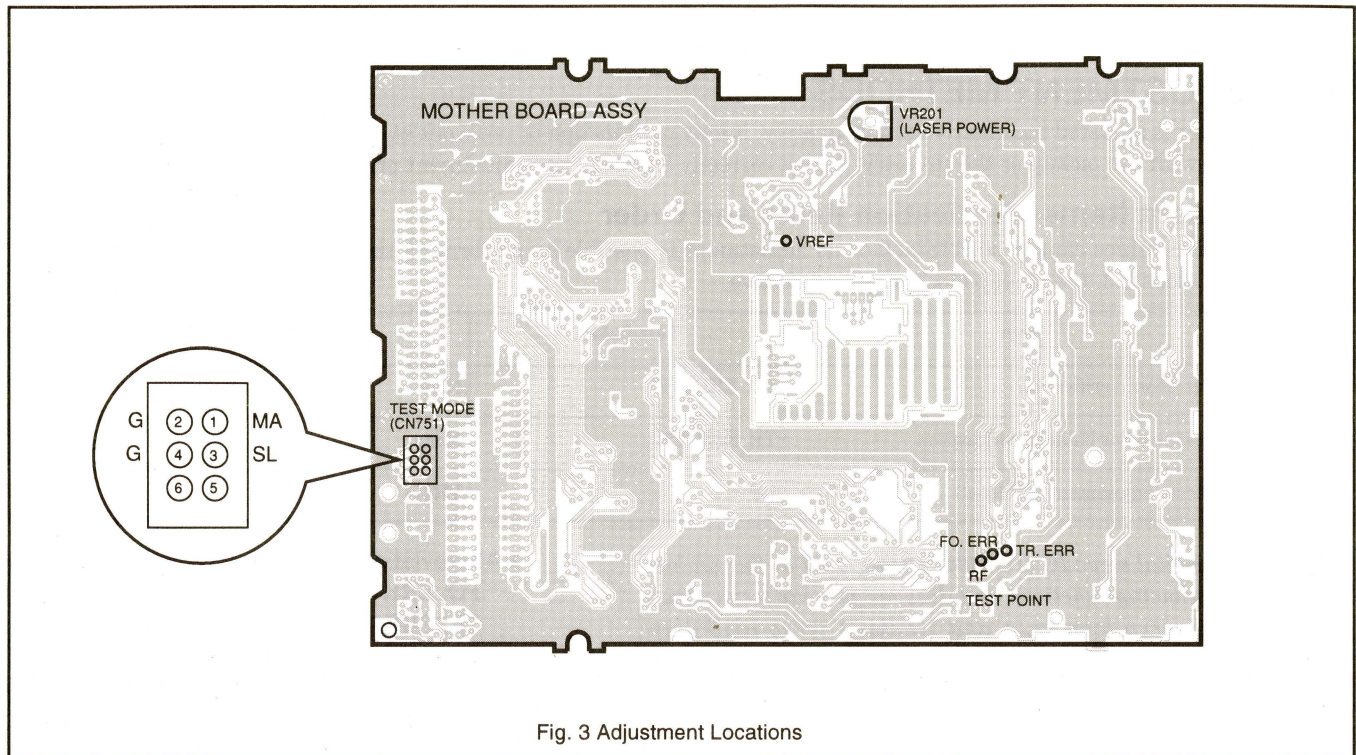 MOTHER BOARD ASSY
VR201
(LASER POWER)
VREF
TEST MODE
(CN751)
G 2 1 MA
G 4 3 SL
6 5
FO. ERR
TR. ERR
RF
TEST POINT
Fig. 3 Adjustment Locations